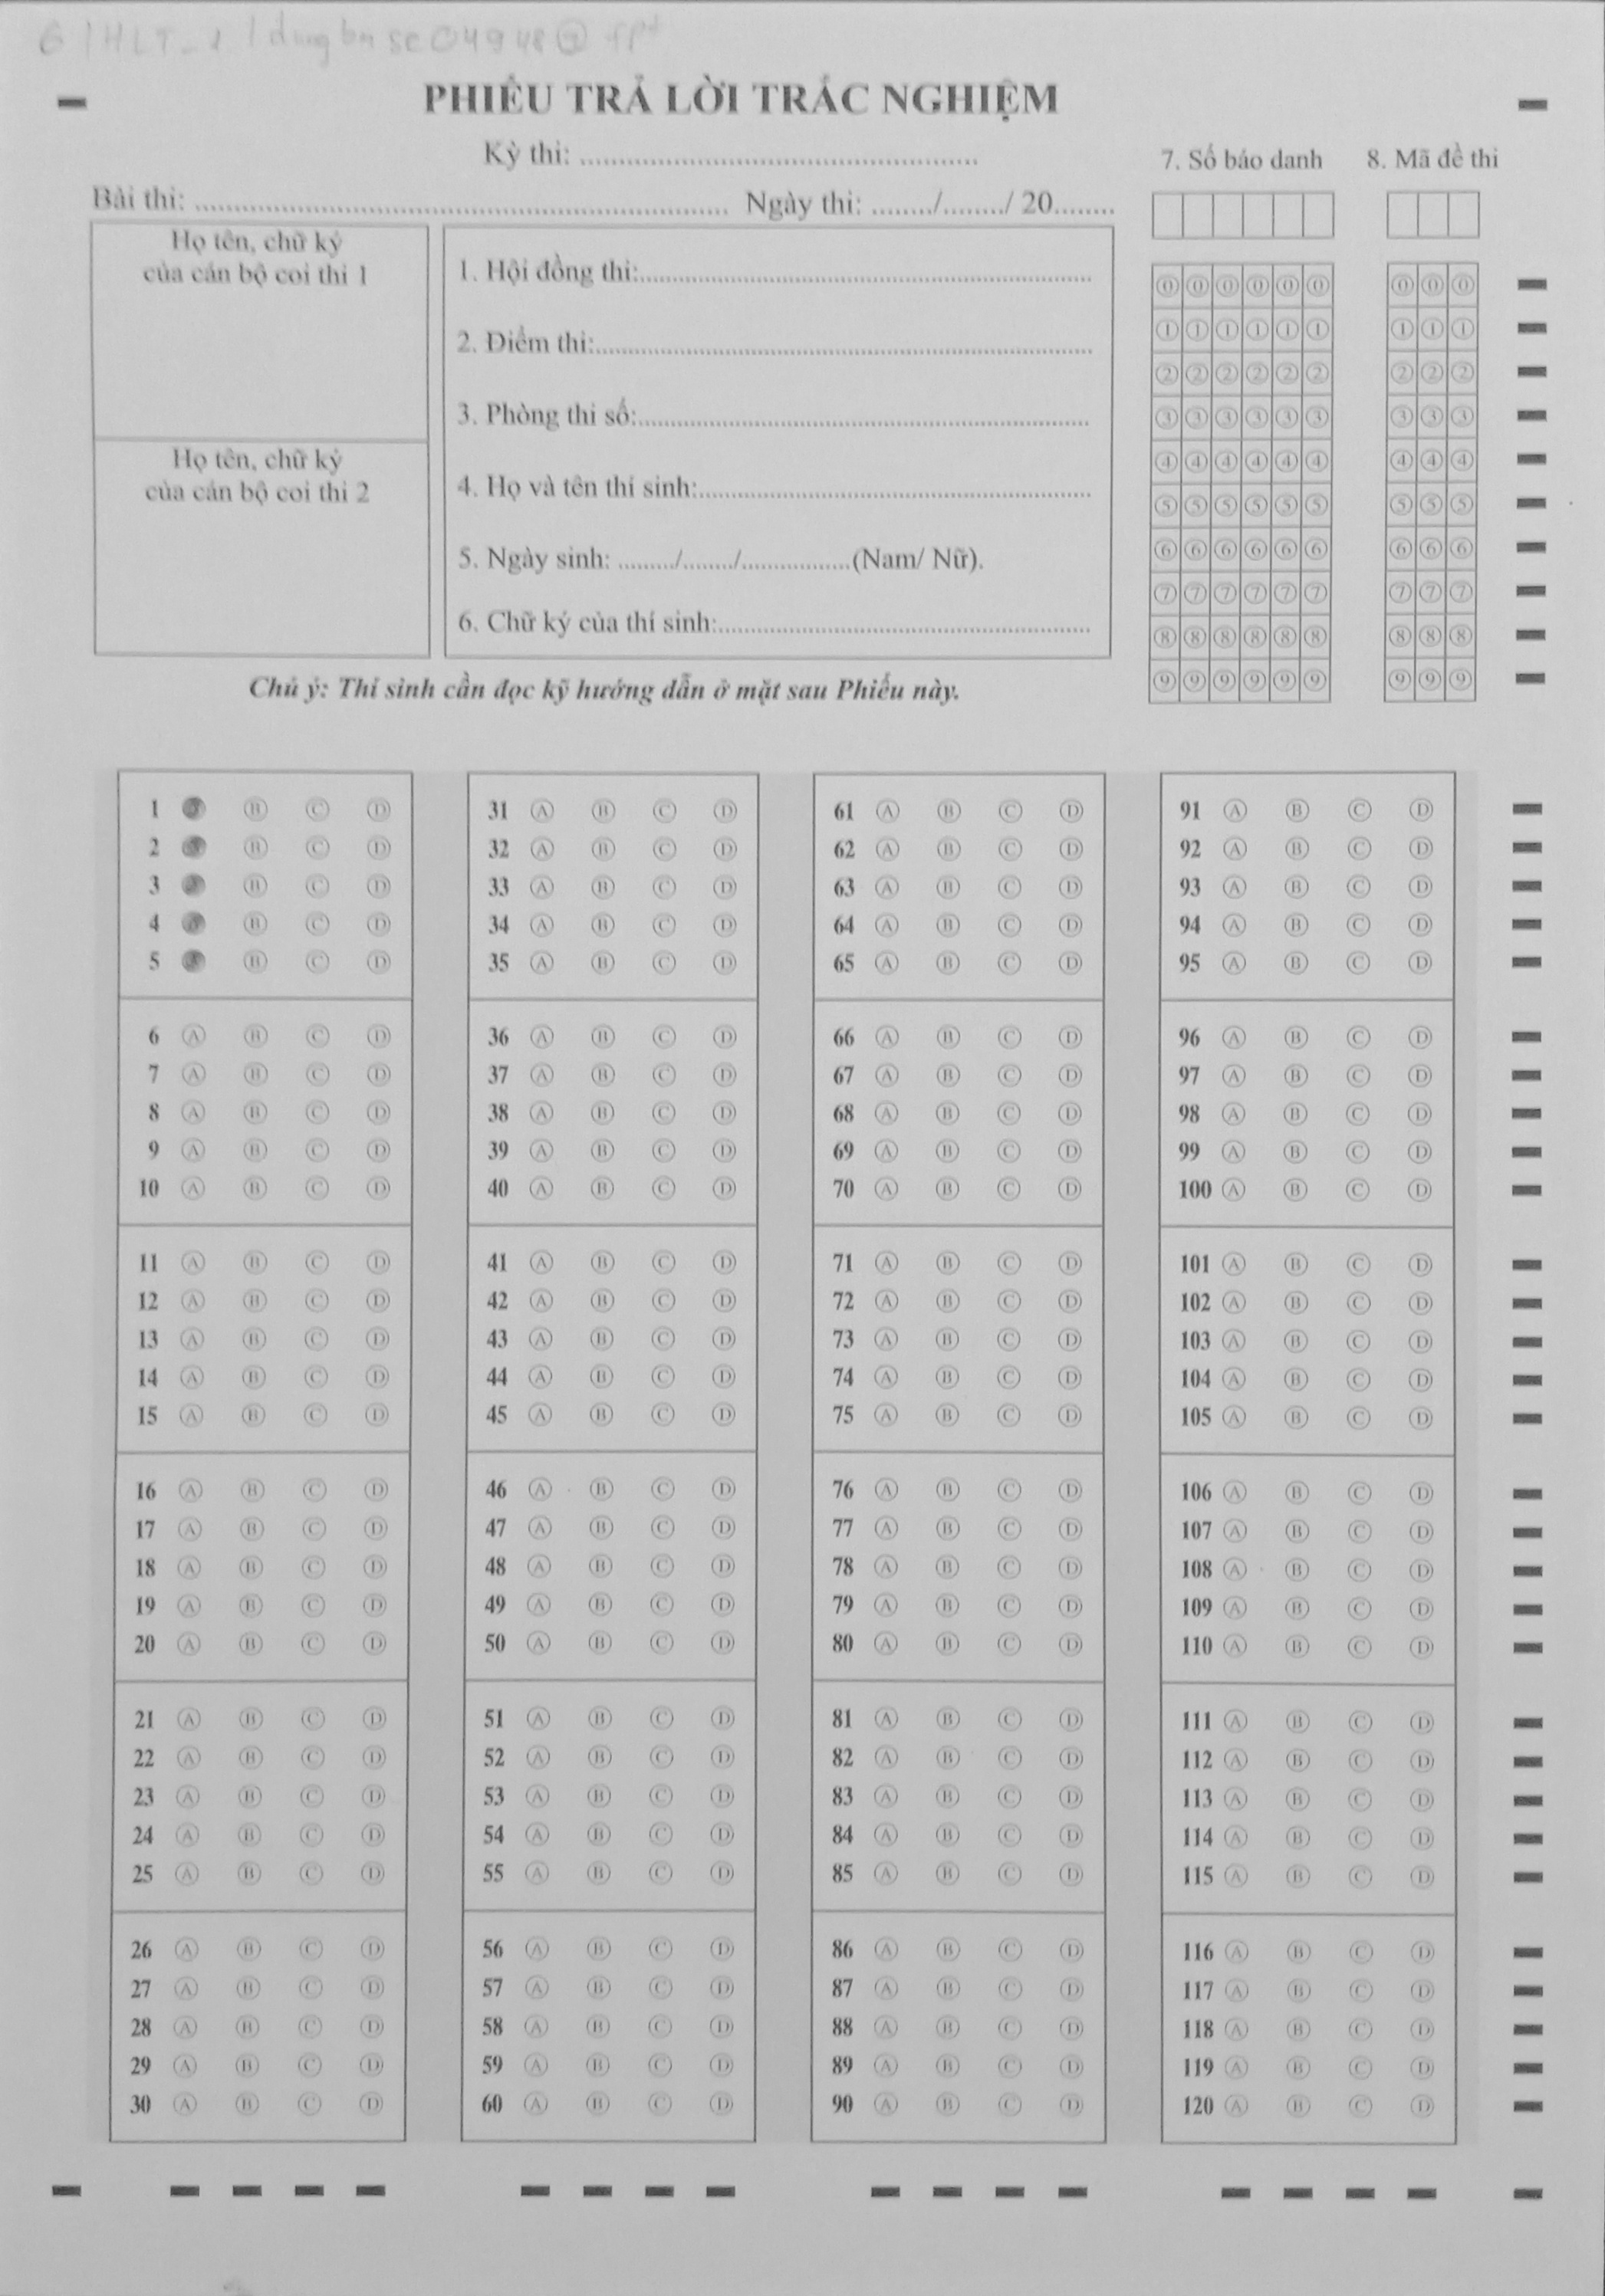 PHIẾU TRẢ LỜI TRẮC NGHIỆM
Kỳ thi: ....................................................
7. Số báo danh 8. Mã đề thi
Bài thi: ...................................................................... Ngày thi: ......../......../ 20........
Họ tên, chữ ký
của cán bộ coi thi 1
Họ tên, chữ ký
của cán bộ coi thi 2
1. Hội đồng thi:............................................................
2. Điểm thi:..................................................................
3. Phòng thi số:............................................................
4. Họ và tên thí sinh:....................................................
5. Ngày sinh: ......../......./...............(Nam/ Nữ).
6. Chữ ký của thí sinh:.................................................
0 0 0 0 0 0 0 0 0
1 1 1 1 1 1 1 1 1
2 2 2 2 2 2 2 2 2
3 3 3 3 3 3 3 3 3
4 4 4 4 4 4 4 4 4
5 5 5 5 5 5 5 5 5
6 6 6 6 6 6 6 6 6
7 7 7 7 7 7 7 7 7
8 8 8 8 8 8 8 8 8
9 9 9 9 9 9 9 9 9
Chú ý: Thí sinh cần đọc kỹ hướng dẫn ở mặt sau Phiếu này.
1 B C D
2 B C D
3 B C D
4 B C D
5 B C D
6 A B C D
7 A B C D
8 A B C D
9 A B C D
10 A B C D
11 A B C D
12 A B C D
13 A B C D
14 A B C D
15 A B C D
16 A B C D
17 A B C D
18 A B C D
19 A B C D
20 A B C D
21 A B C D
22 A B C D
23 A B C D
24 A B C D
25 A B C D
26 A B C D
27 A B C D
28 A B C D
29 A B C D
30 A B C D
31 A B C D
32 A B C D
33 A B C D
34 A B C D
35 A B C D
36 A B C D
37 A B C D
38 A B C D
39 A B C D
40 A B C D
41 A B C D
42 A B C D
43 A B C D
44 A B C D
45 A B C D
46 A B C D
47 A B C D
48 A B C D
49 A B C D
50 A B C D
51 A B C D
52 A B C D
53 A B C D
54 A B C D
55 A B C D
56 A B C D
57 A B C D
58 A B C D
59 A B C D
60 A B C D
61 A B C D
62 A B C D
63 A B C D
64 A B C D
65 A B C D
66 A B C D
67 A B C D
68 A B C D
69 A B C D
70 A B C D
71 A B C D
72 A B C D
73 A B C D
74 A B C D
75 A B C D
76 A B C D
77 A B C D
78 A B C D
79 A B C D
80 A B C D
81 A B C D
82 A B C D
83 A B C D
84 A B C D
85 A B C D
86 A B C D
87 A B C D
88 A B C D
89 A B C D
90 A B C D
91 A B C D
92 A B C D
93 A B C D
94 A B C D
95 A B C D
96 A B C D
97 A B C D
98 A B C D
99 A B C D
100 A B C D
101 A B C D
102 A B C D
103 A B C D
104 A B C D
105 A B C D
106 A B C D
107 A B C D
108 A B C D
109 A B C D
110 A B C D
111 A B C D
112 A B C D
113 A B C D
114 A B C D
115 A B C D
116 A B C D
117 A B C D
118 A B C D
119 A B C D
120 A B C D